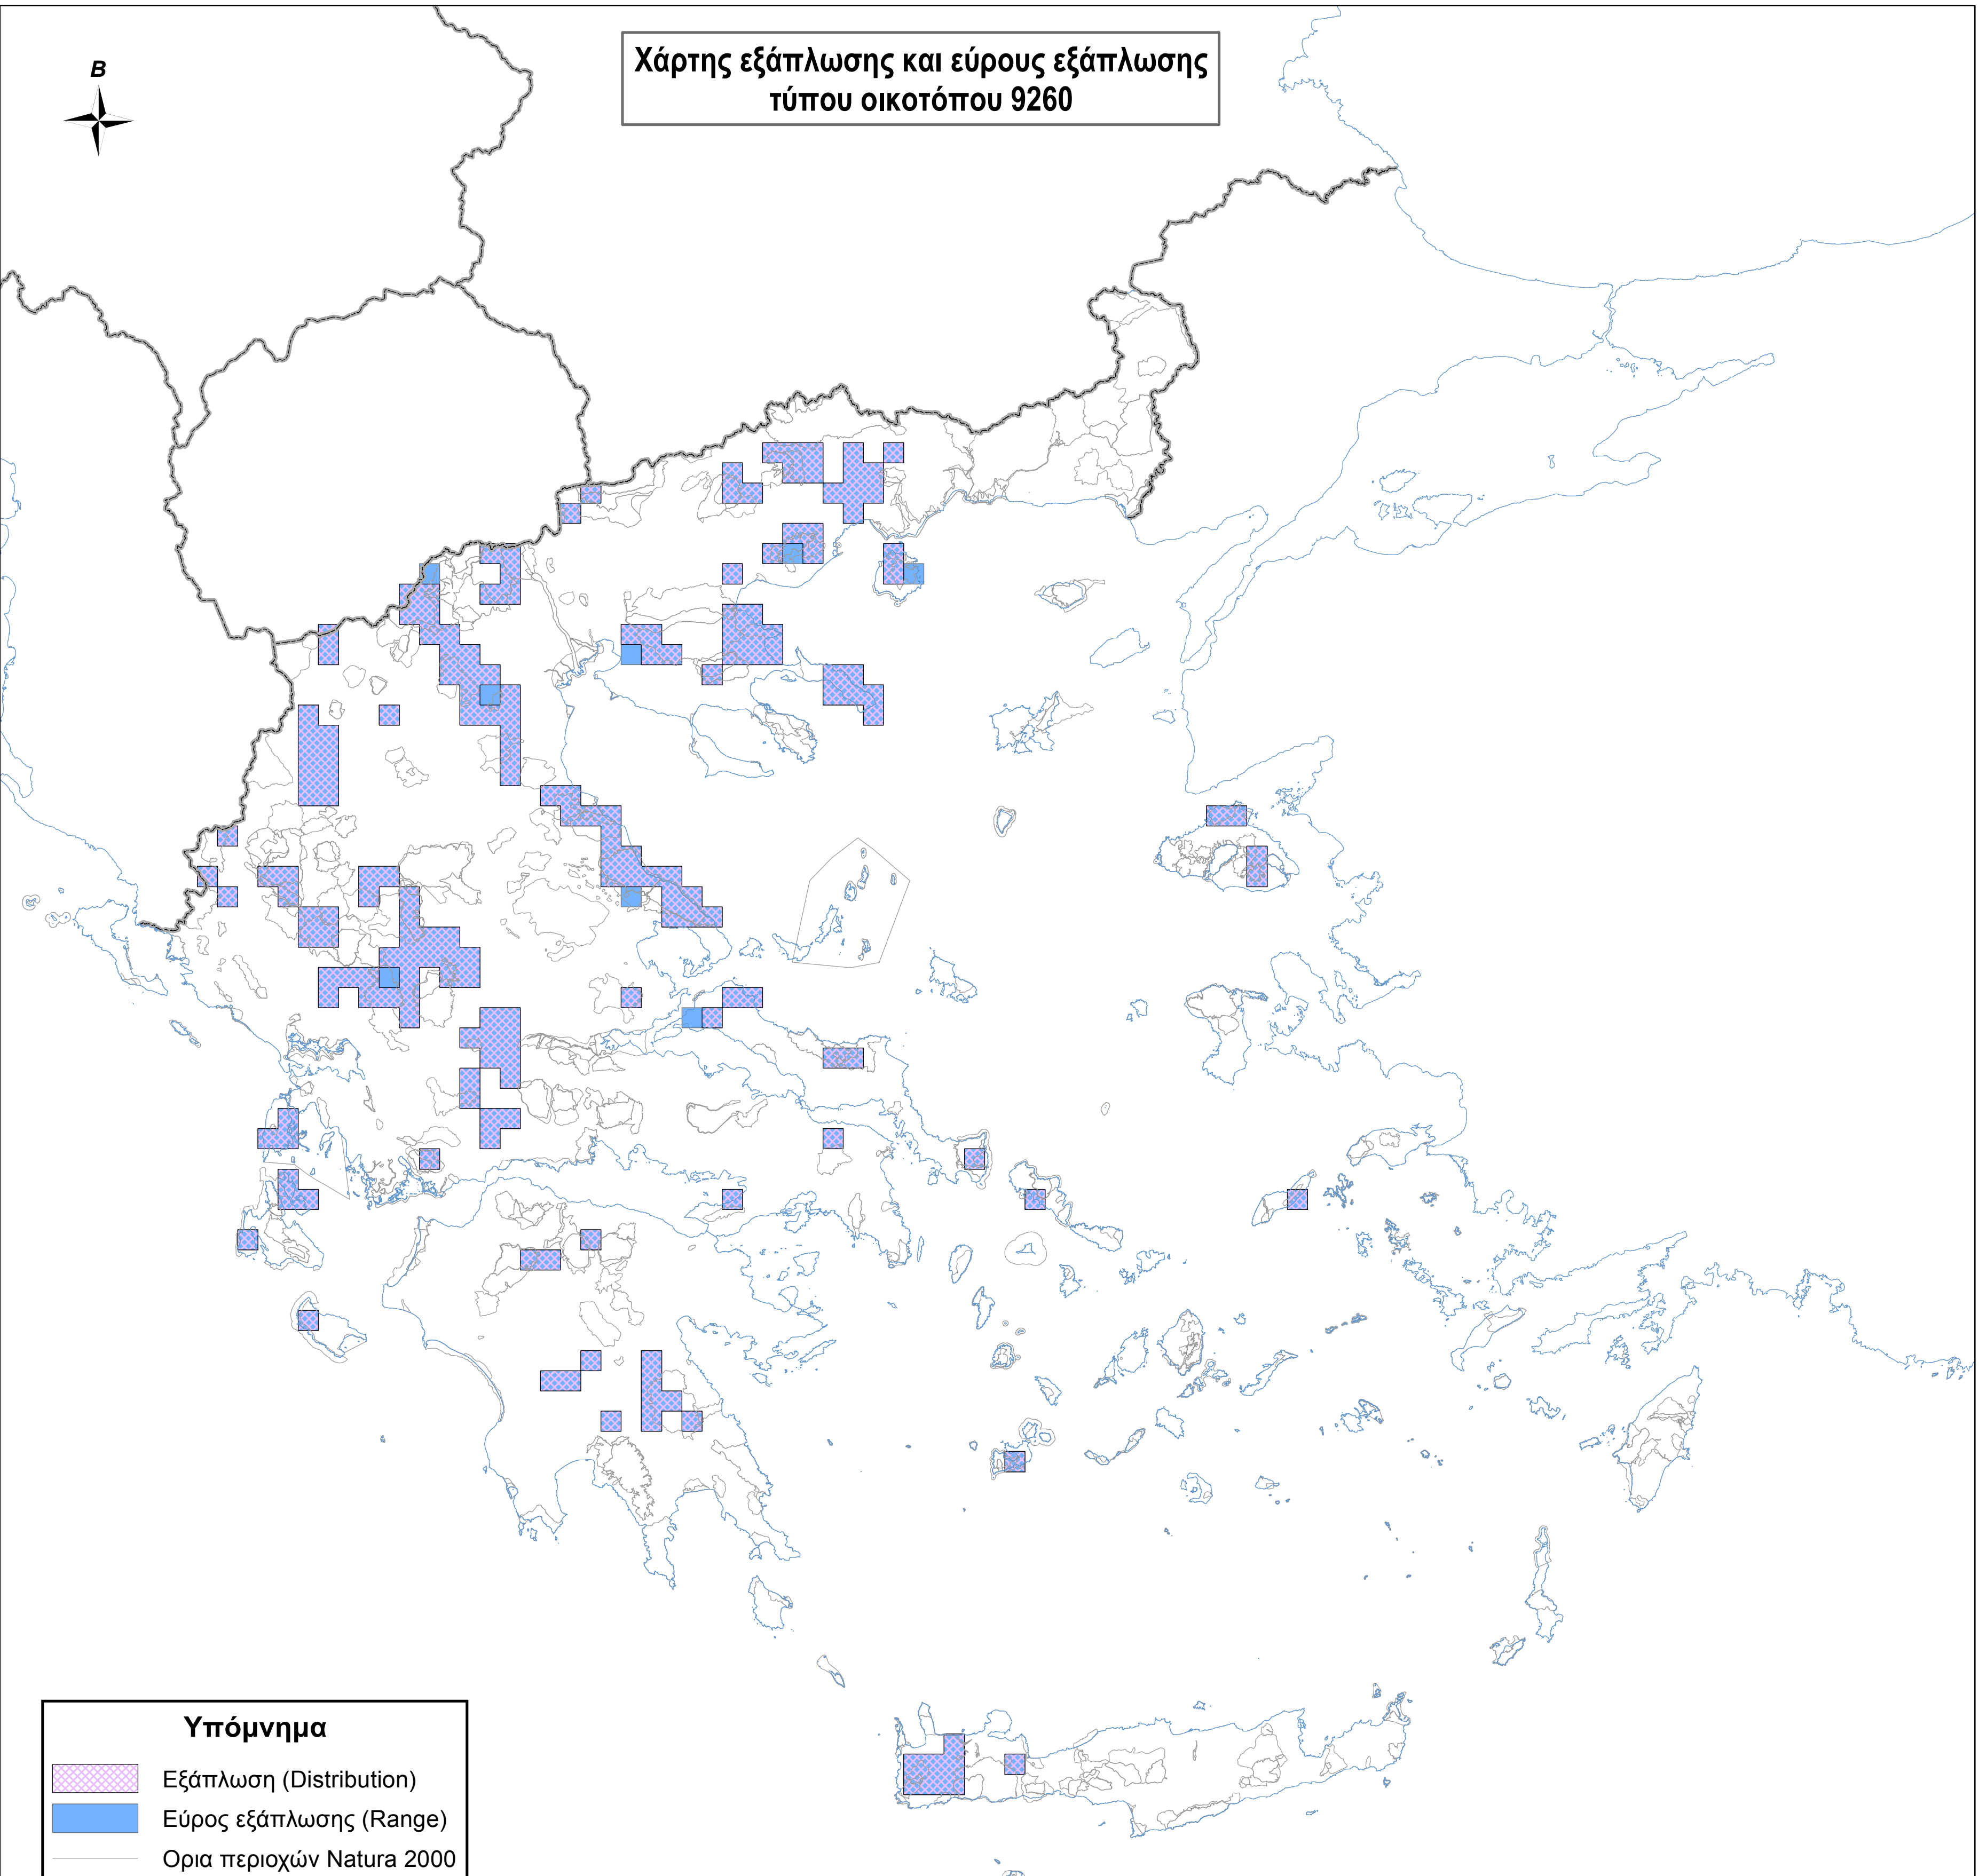 Χάρτης εξάπλωσης και εύρους εξάπλωσης
τύπου οικοτόπου 9260
Β
Υπόμνημα
Εξάπλωση (Distribution)
Εύρος εξάπλωσης (Range)
Ορια περιοχών Natura 2000